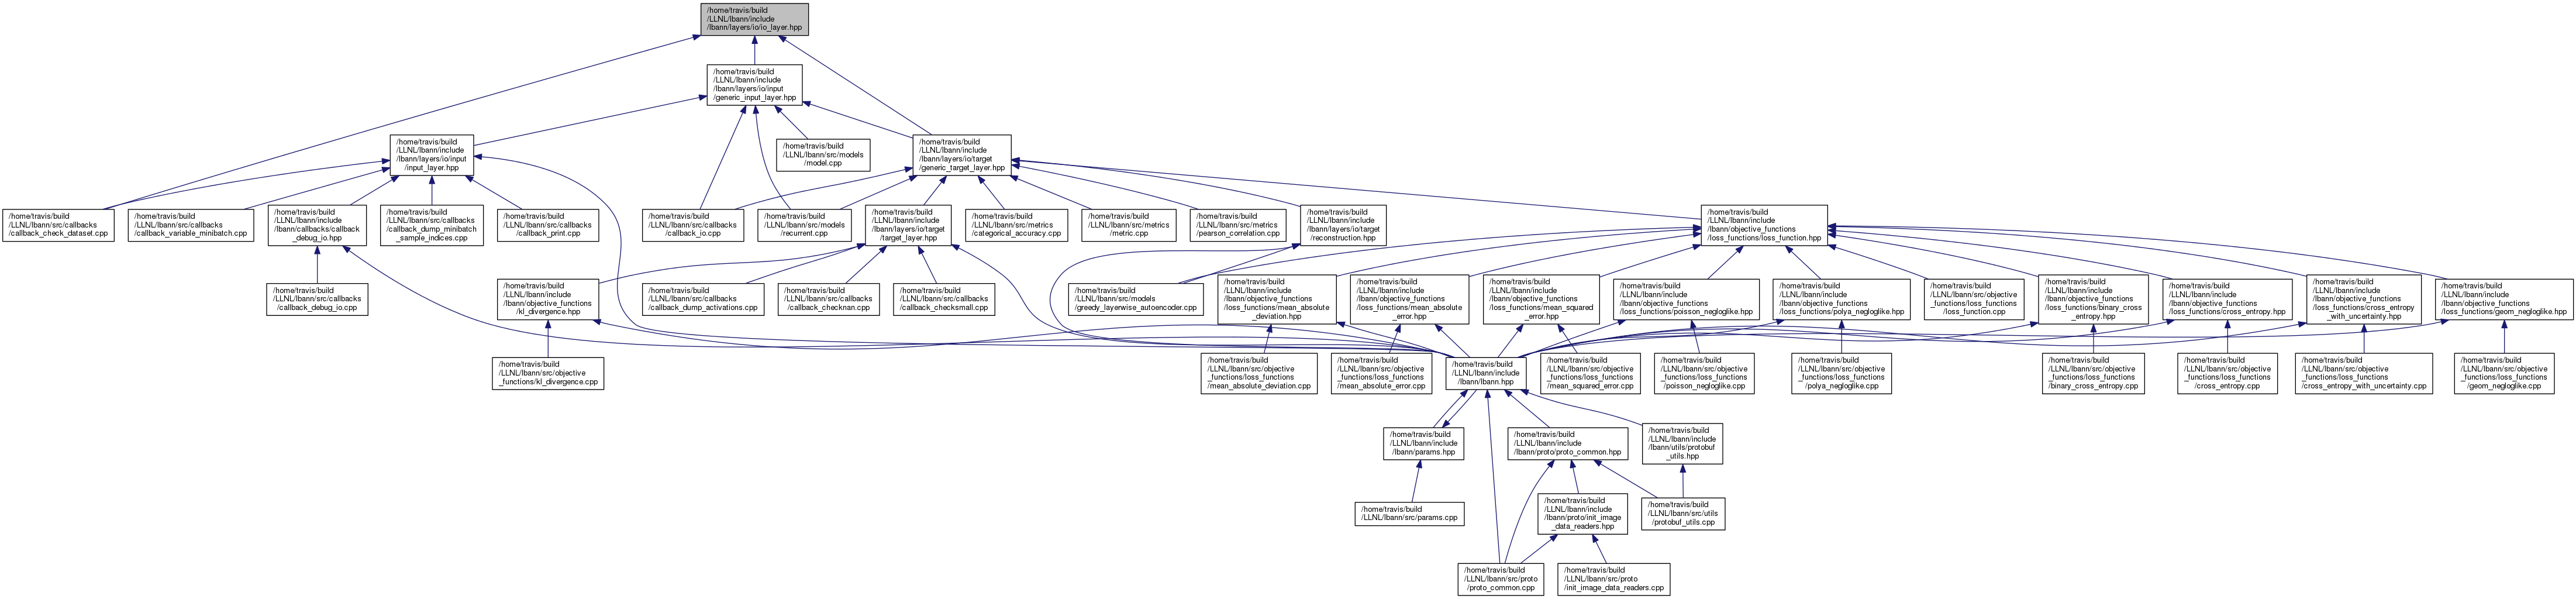 /home/travis/build
/LLNL/lbann/include
/lbann/layers/io/io_layer.hpp
/home/travis/build
/LLNL/lbann/include
/lbann/layers/io/input
/generic_input_layer.hpp
/home/travis/build
/LLNL/lbann/include
/lbann/layers/io/input
/input_layer.hpp
/home/travis/build
/LLNL/lbann/src/models
/model.cpp
/home/travis/build
/LLNL/lbann/include
/lbann/layers/io/target
/generic_target_layer.hpp
/home/travis/build
/LLNL/lbann/src/callbacks
/callback_check_dataset.cpp
/home/travis/build
/LLNL/lbann/src/callbacks
/callback_variable_minibatch.cpp
/home/travis/build
/LLNL/lbann/include
/lbann/callbacks/callback
_debug_io.hpp
/home/travis/build
/LLNL/lbann/src/callbacks
/callback_dump_minibatch
_sample_indices.cpp
/home/travis/build
/LLNL/lbann/src/callbacks
/callback_print.cpp
/home/travis/build
/LLNL/lbann/src/callbacks
/callback_io.cpp
/home/travis/build
/LLNL/lbann/src/models
/recurrent.cpp
/home/travis/build
/LLNL/lbann/include
/lbann/layers/io/target
/target_layer.hpp
/home/travis/build
/LLNL/lbann/src/metrics
/categorical_accuracy.cpp
/home/travis/build
/LLNL/lbann/src/metrics
/metric.cpp
/home/travis/build
/LLNL/lbann/src/metrics
/pearson_correlation.cpp
/home/travis/build
/LLNL/lbann/include
/lbann/layers/io/target
/reconstruction.hpp
/home/travis/build
/LLNL/lbann/include
/lbann/objective_functions
/loss_functions/loss_function.hpp
/home/travis/build
/LLNL/lbann/src/callbacks
/callback_debug_io.cpp
/home/travis/build
/LLNL/lbann/include
/lbann/objective_functions
/kl_divergence.hpp
/home/travis/build
/LLNL/lbann/src/callbacks
/callback_dump_activations.cpp
/home/travis/build
/LLNL/lbann/src/callbacks
/callback_checknan.cpp
/home/travis/build
/LLNL/lbann/src/callbacks
/callback_checksmall.cpp
/home/travis/build
/LLNL/lbann/src/models
/greedy_layerwise_autoencoder.cpp
/home/travis/build
/LLNL/lbann/include
/lbann/objective_functions
/loss_functions/mean_absolute
_deviation.hpp
/home/travis/build
/LLNL/lbann/include
/lbann/objective_functions
/loss_functions/mean_absolute
_error.hpp
/home/travis/build
/LLNL/lbann/include
/lbann/objective_functions
/loss_functions/mean_squared
_error.hpp
/home/travis/build
/LLNL/lbann/include
/lbann/objective_functions
/loss_functions/poisson_negloglike.hpp
/home/travis/build
/LLNL/lbann/include
/lbann/objective_functions
/loss_functions/polya_negloglike.hpp
/home/travis/build
/LLNL/lbann/src/objective
_functions/loss_functions
/loss_function.cpp
/home/travis/build
/LLNL/lbann/include
/lbann/objective_functions
/loss_functions/binary_cross
_entropy.hpp
/home/travis/build
/LLNL/lbann/include
/lbann/objective_functions
/loss_functions/cross_entropy.hpp
/home/travis/build
/LLNL/lbann/include
/lbann/objective_functions
/loss_functions/cross_entropy
_with_uncertainty.hpp
/home/travis/build
/LLNL/lbann/include
/lbann/objective_functions
/loss_functions/geom_negloglike.hpp
/home/travis/build
/LLNL/lbann/src/objective
_functions/kl_divergence.cpp
/home/travis/build
/LLNL/lbann/src/objective
_functions/loss_functions
/mean_absolute_deviation.cpp
/home/travis/build
/LLNL/lbann/src/objective
_functions/loss_functions
/mean_absolute_error.cpp
/home/travis/build
/LLNL/lbann/include
/lbann/lbann.hpp
/home/travis/build
/LLNL/lbann/src/objective
_functions/loss_functions
/mean_squared_error.cpp
/home/travis/build
/LLNL/lbann/src/objective
_functions/loss_functions
/poisson_negloglike.cpp
/home/travis/build
/LLNL/lbann/src/objective
_functions/loss_functions
/polya_negloglike.cpp
/home/travis/build
/LLNL/lbann/src/objective
_functions/loss_functions
/binary_cross_entropy.cpp
/home/travis/build
/LLNL/lbann/src/objective
_functions/loss_functions
/cross_entropy.cpp
/home/travis/build
/LLNL/lbann/src/objective
_functions/loss_functions
/cross_entropy_with_uncertainty.cpp
/home/travis/build
/LLNL/lbann/src/objective
_functions/loss_functions
/geom_negloglike.cpp
/home/travis/build
/LLNL/lbann/include
/lbann/params.hpp
/home/travis/build
/LLNL/lbann/include
/lbann/proto/proto_common.hpp
/home/travis/build
/LLNL/lbann/include
/lbann/utils/protobuf
_utils.hpp
/home/travis/build
/LLNL/lbann/src/params.cpp
/home/travis/build
/LLNL/lbann/include
/lbann/proto/init_image
_data_readers.hpp
/home/travis/build
/LLNL/lbann/src/utils
/protobuf_utils.cpp
/home/travis/build
/LLNL/lbann/src/proto
/proto_common.cpp
/home/travis/build
/LLNL/lbann/src/proto
/init_image_data_readers.cpp